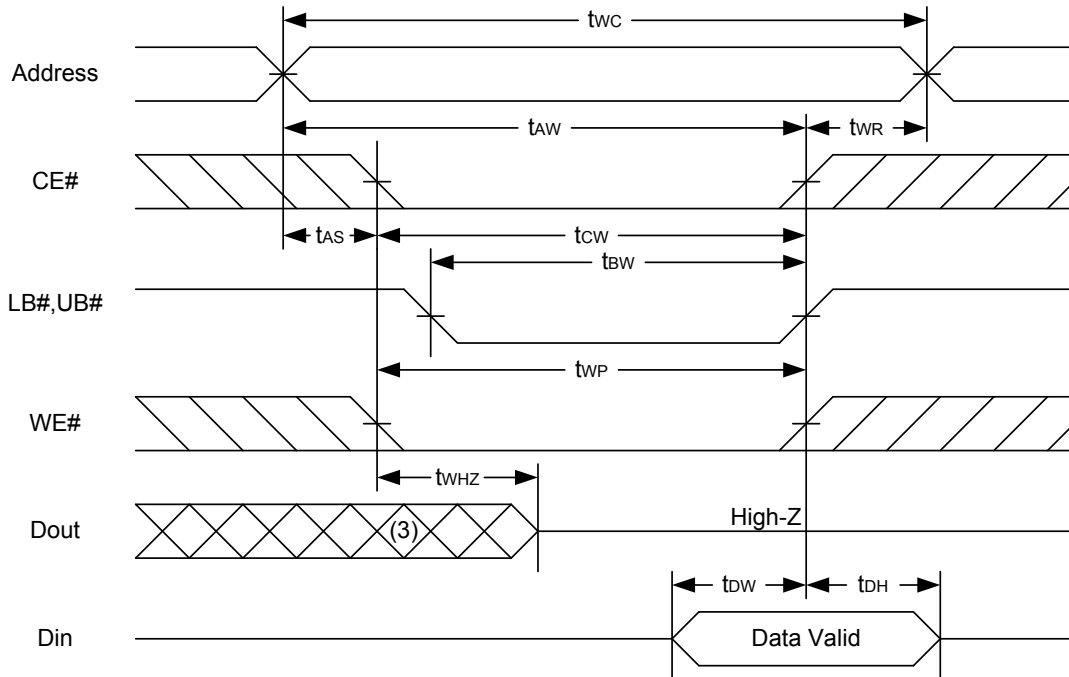 tWC
Address
tAW
tWR
CE#
tAS
tCW
tBW
LB#,UB#
tWP
WE#
tWHZ
Dout
(3)
High-Z
tDW
tDH
Din
Data Valid